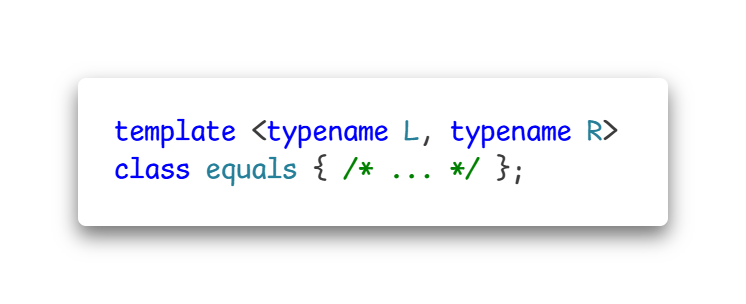 template <typename L, typename R>
class equals { /* ... */ };